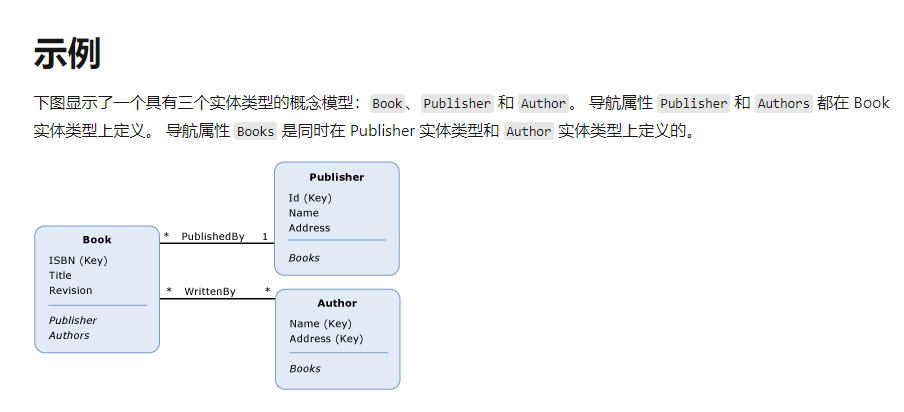 示例
下图显示了一个具有三个实体类型的概念模型：Book、Publisher 和 Author。 导航属性 Publisher 和 Authors 都在 Book
实体类型上定义。 导航属性 Books 是同时在 Publisher 实体类型和 Author 实体类型上定义的。
Publisher
Id (Key)
Name
Address
Books
Book
ISBN (Key)
Title
Revision
Publisher
Authors
* PublishedBy 1
* WrittenBy *
Author
Name (Key)
Address (Key)
Books